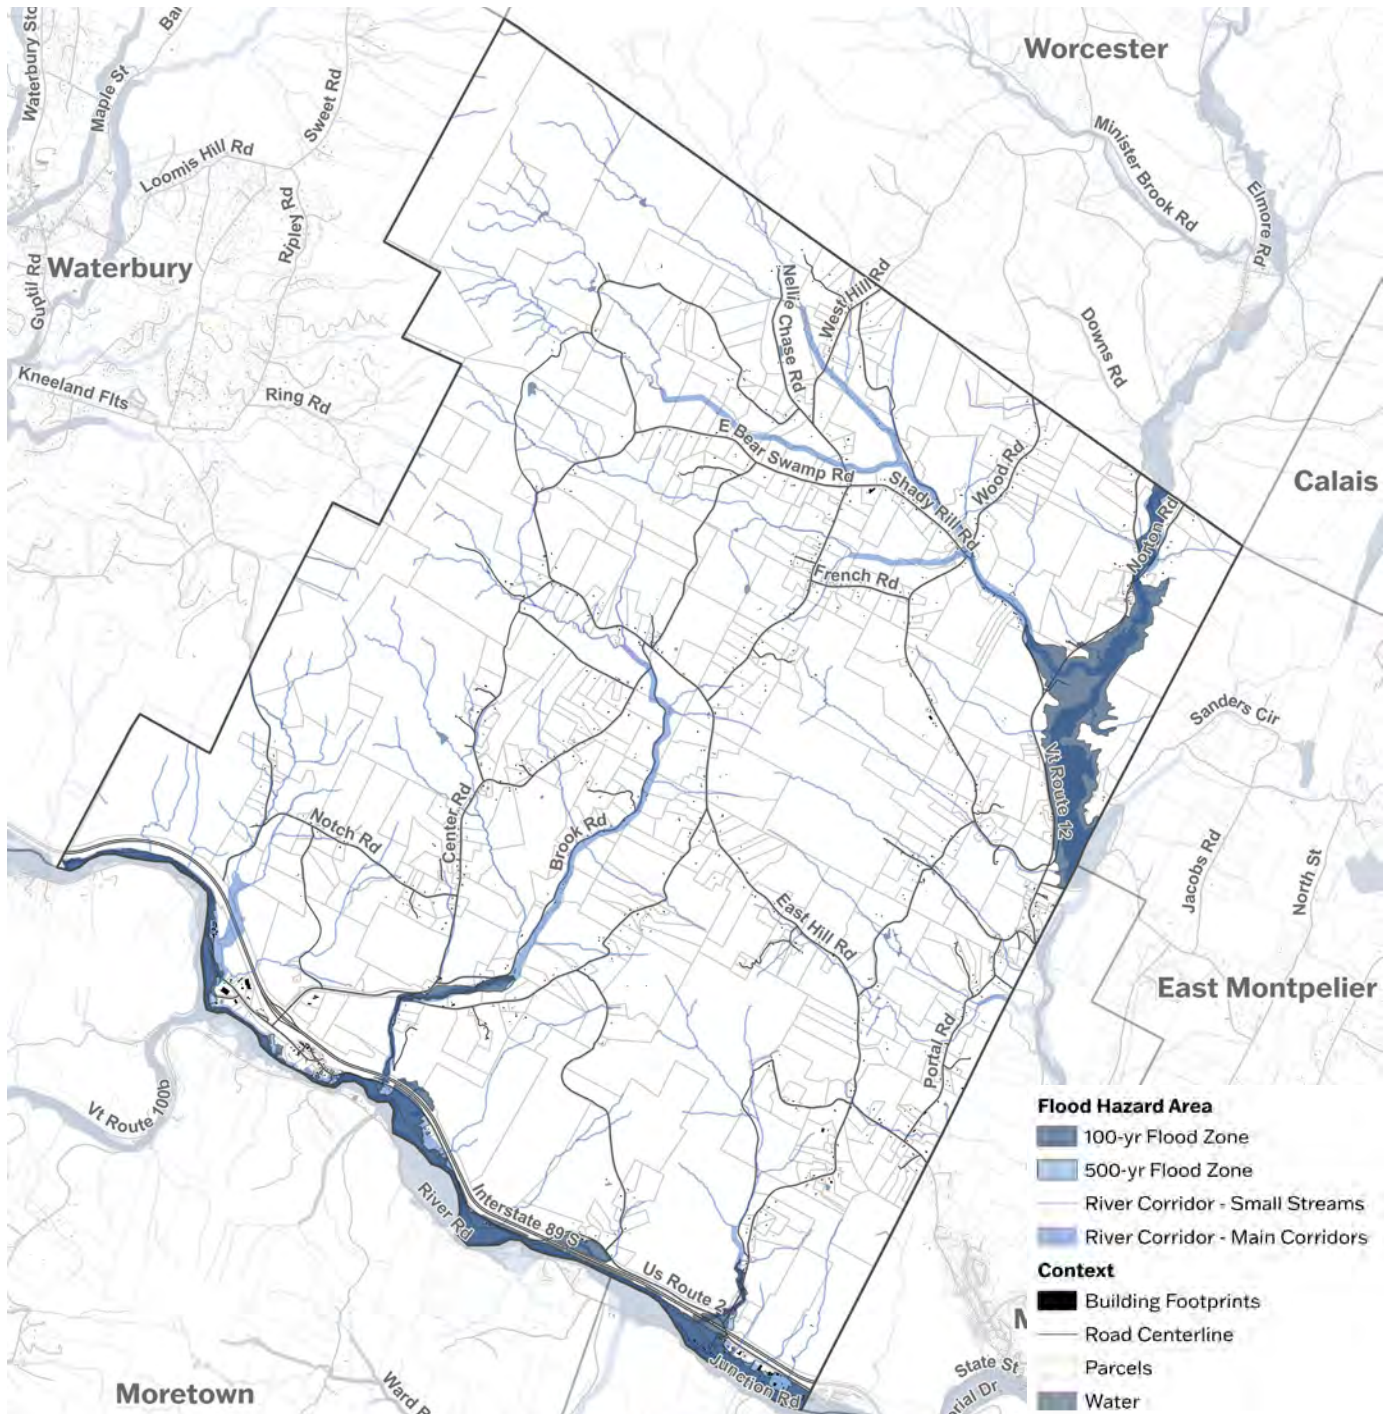 Worcester
Waterbury Sto
Maple St
Sweet Rd
Loomis Hill Rd
Minister Brook Rd
Elmore Rd
Ripley Rd
Waterbury
Guptil Rd
Nellie Chase Rd
West Hill Rd
Downs Rd
Kneeland Flts
Ring Rd
E Bear Swamp Rd
Wood Rd
Shady Rill Rd
Calais
Norton Rd
French Rd
Sanders Cir
Vt Route 12
Notch Rd
Center Rd
Brook Rd
Jacobs Rd
North St
East Hill Rd
East Montpelier
Portal Rd
Vt Route 100b
River Rd
Interstate 89 S
Us Route 2
Junction Rd
Moretown
Ward R
M
State St
orial Dr
Flood Hazard Area
100-yr Flood Zone
500-yr Flood Zone
River Corridor - Small Streams
River Corridor - Main Corridors
Context
Building Footprints
Road Centerline
Parcels
Water